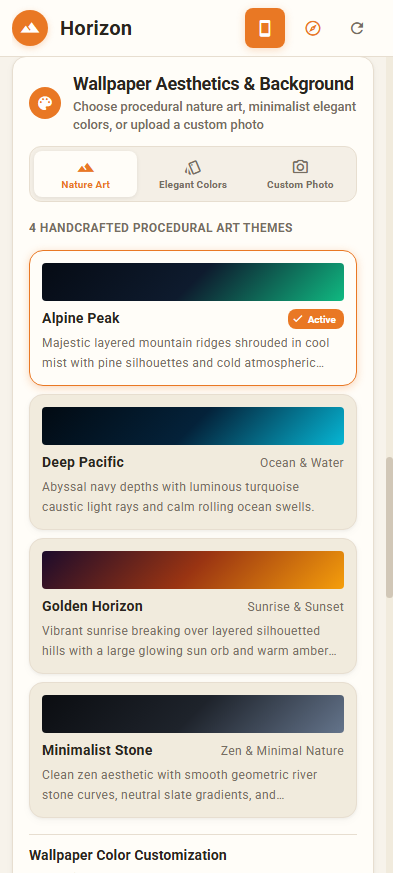 Horizon
Wallpaper Aesthetics & Background
Choose procedural nature art, minimalist elegant
colors, or upload a custom photo
Nature Art
Elegant Colors
Custom Photo
4 HANDCRAFTED PROCEDURAL ART THEMES
Alpine Peak
Active
Majestic layered mountain ridges shrouded in cool
mist with pine silhouettes and cold atmospheric…
Deep Pacific
Ocean & Water
Abyssal navy depths with luminous turquoise
caustic light rays and calm rolling ocean swells.
Golden Horizon
Sunrise & Sunset
Vibrant sunrise breaking over layered silhouetted
hills with a large glowing sun orb and warm amber…
Minimalist Stone
Zen & Minimal Nature
Clean zen aesthetic with smooth geometric river
stone curves, neutral slate gradients, and…
Wallpaper Color Customization